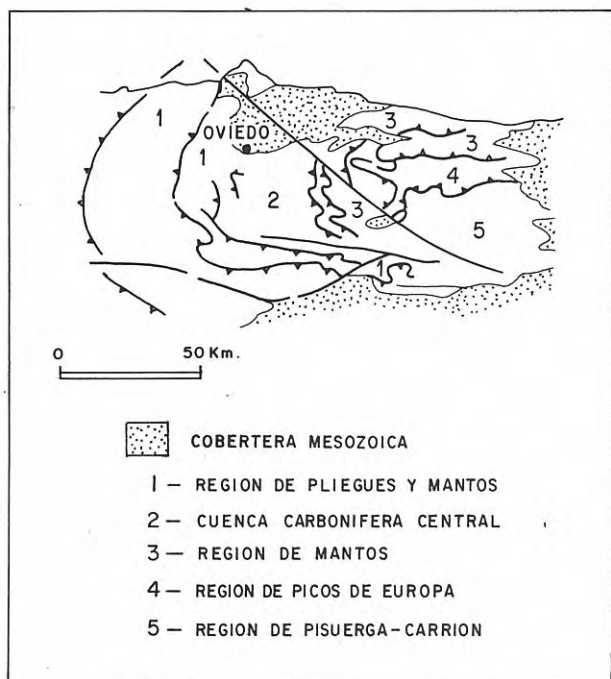 3
1
OVIEDO
3
1
4
2
3
5
1
0 50 Km.
COBERTERA MESOZOICA
1 — REGION DE PLIEGUES Y MANTOS
2 — CUENCA CARBONIFERA CENTRAL
3 — REGION DE MANTOS
4 — REGION DE PICOS DE EUROPA
5 — REGION DE PISUERGA-CARRION